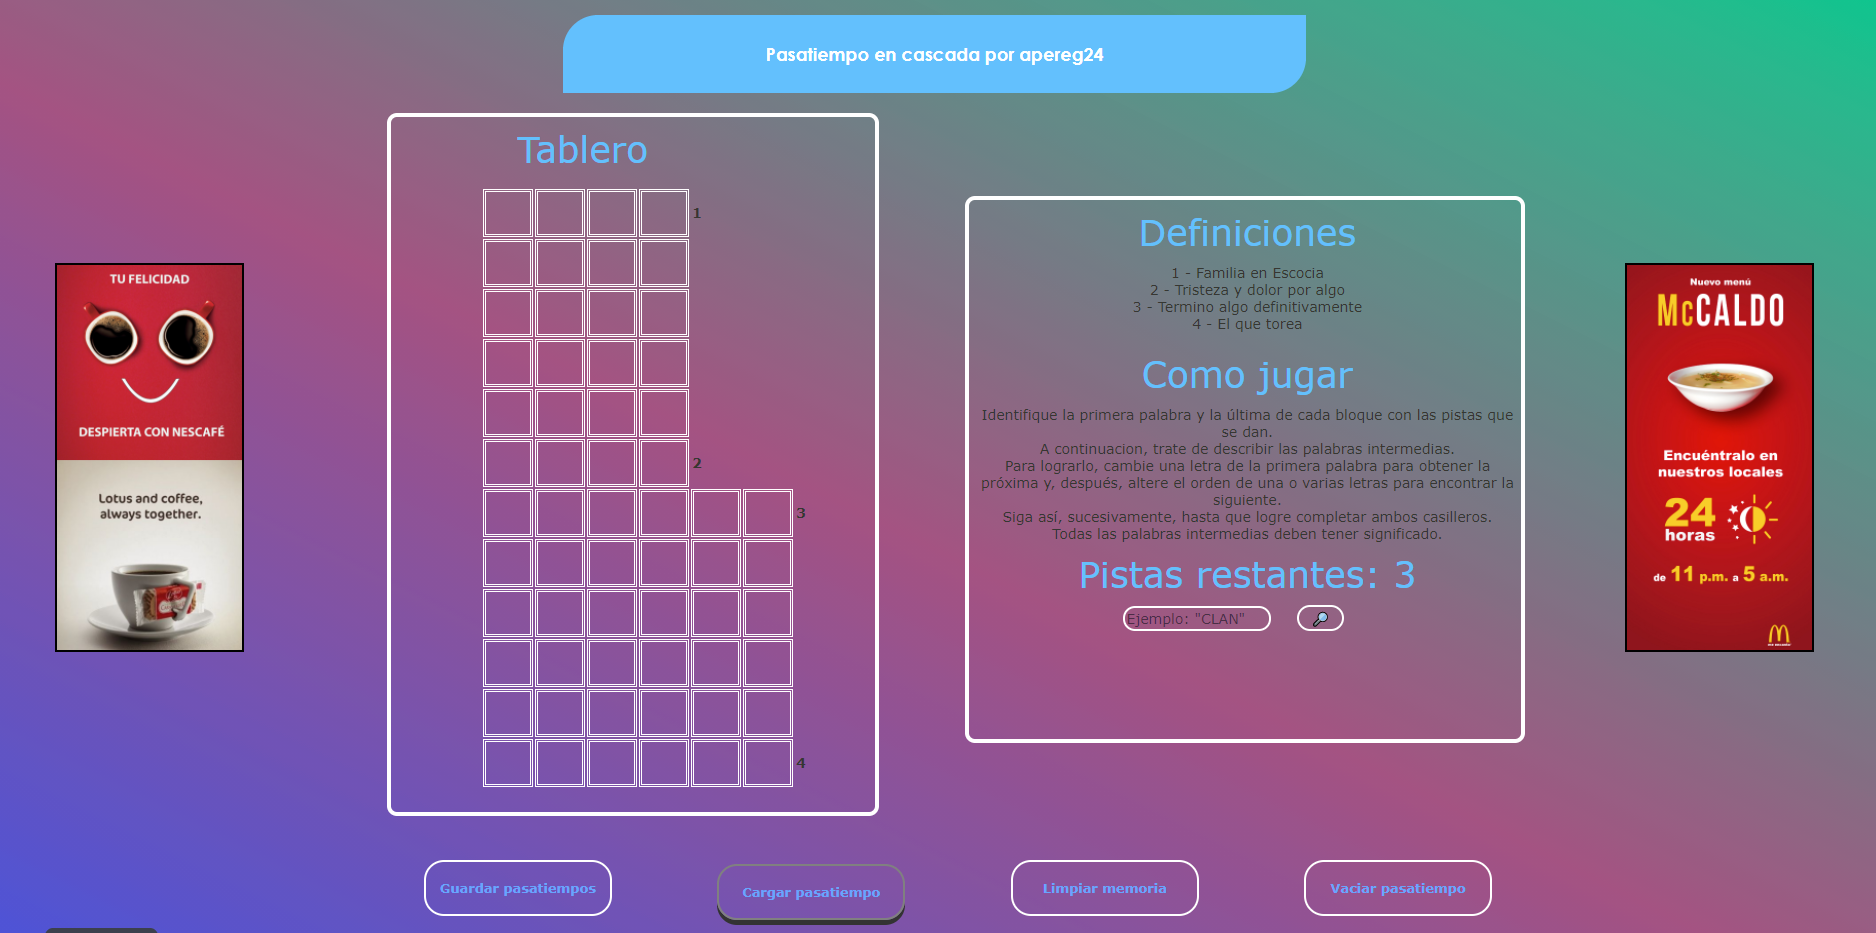 Pasatiempo en cascada por apereg24
Tablero
1
2
3
4
Definiciones
1 - Familia en Escocia
2 - Tristeza y dolor por algo
3 - Termino algo definitivamente
4 - El que torea
Como jugar
Identifique la primera palabra y la última de cada bloque con las pistas que
se dan.
A continuacion, trate de describir las palabras intermedias.
Para lograrlo, cambie una letra de la primera palabra para obtener la
próxima y, después, altere el orden de una o varias letras para encontrar la
siguiente.
Siga así, sucesivamente, hasta que logre completar ambos casilleros.
Todas las palabras intermedias deben tener significado.
Pistas restantes: 3
Ejemplo: "CLAN"
TU FELICIDAD
DESPIERTA CON NESCAFÉ
Lotus and coffee,
always together.
Nuevo menú
McCALDO
Encuéntralo en
nuestros locales
24
horas
de 11 p.m. a 5 a.m.
Guardar pasatiempos
Cargar pasatiempo
Limpiar memoria
Vaciar pasatiempo